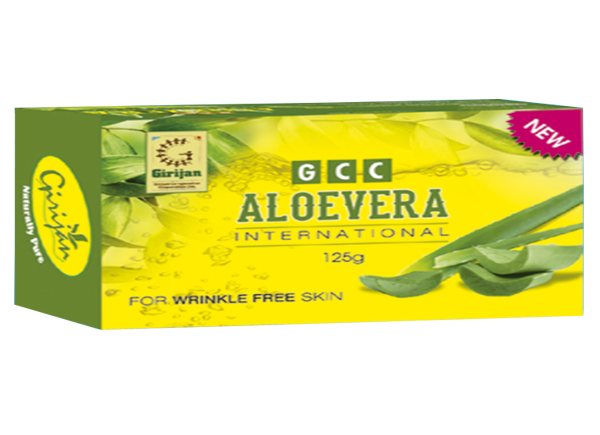 NEW
Girijan
GCC
ALOEVERA
INTERNATIONAL
125g
FOR WRINKLE FREE SKIN
Girijan
Naturally Pure